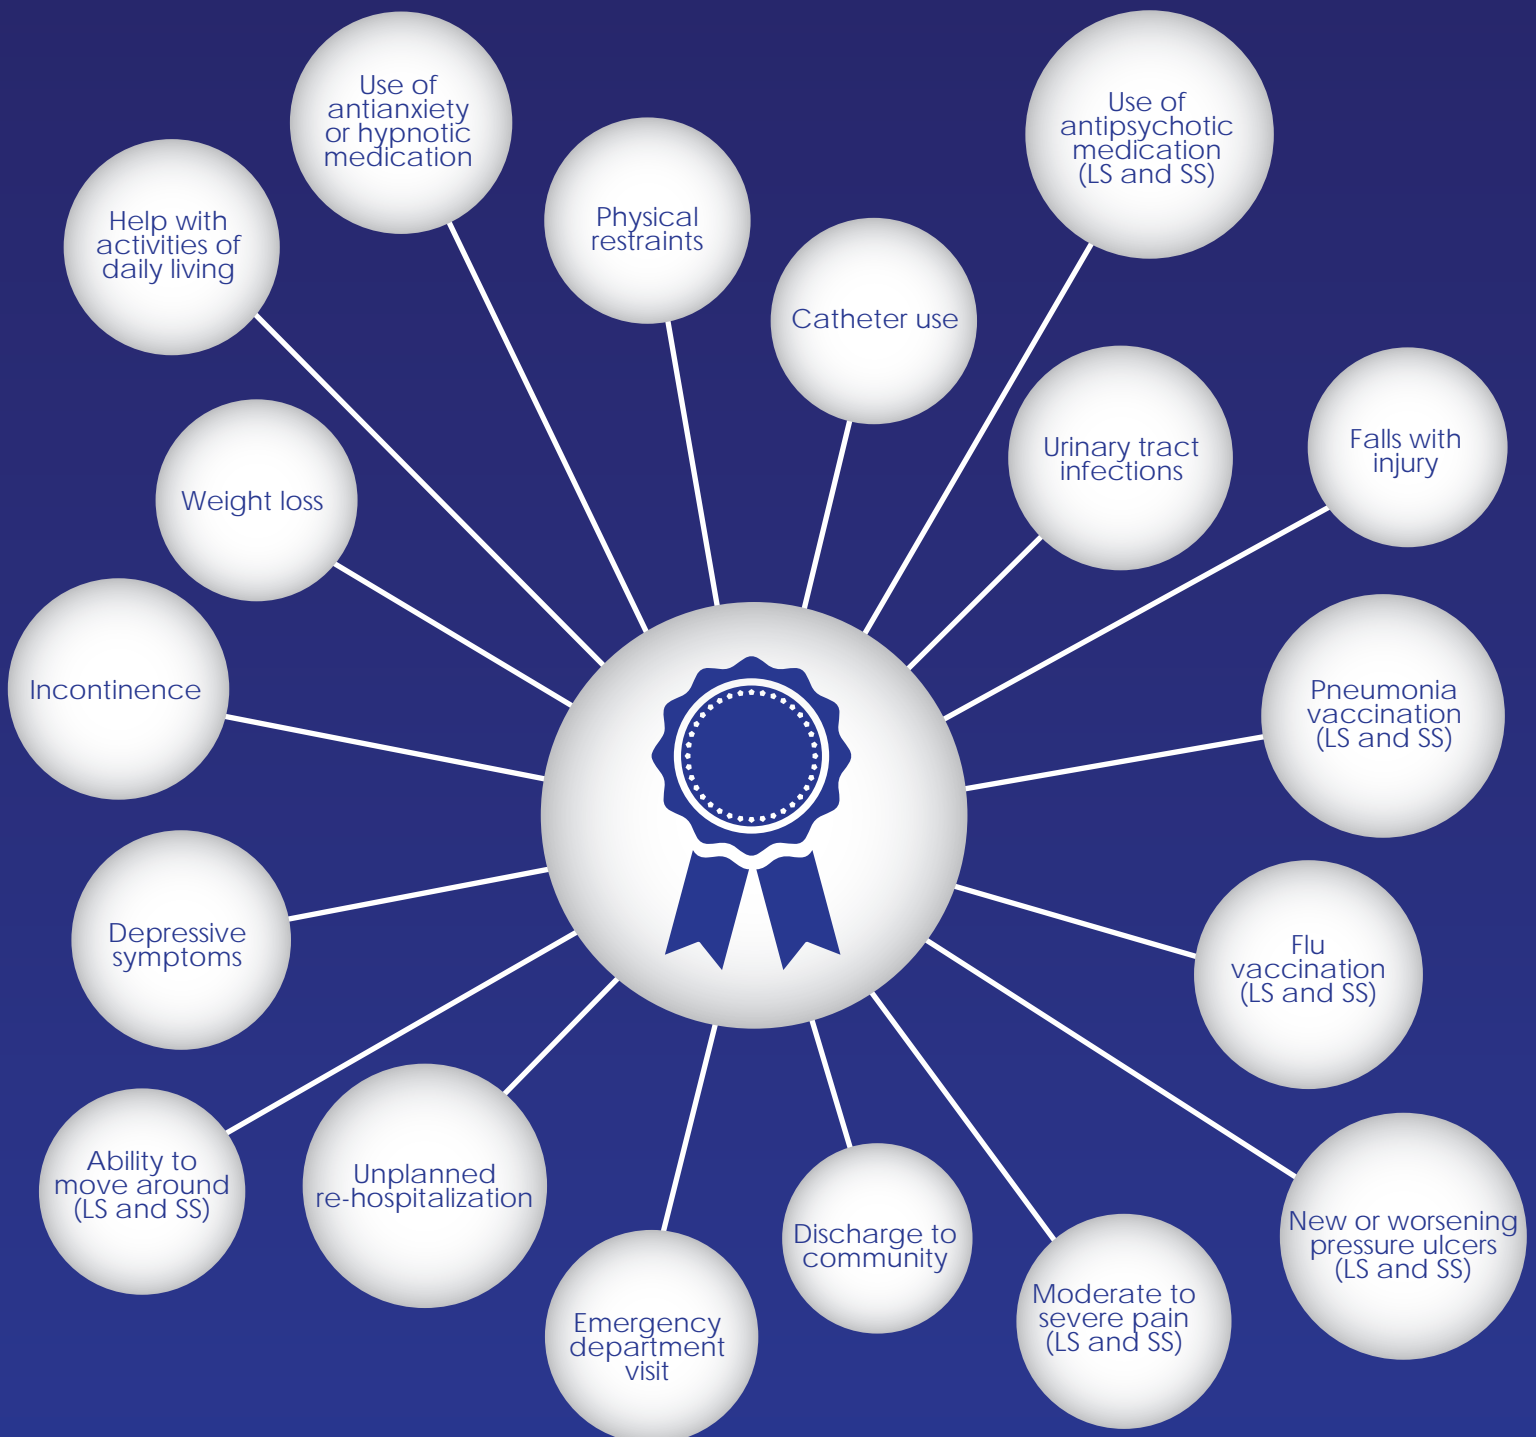 Use of
antianxiety
or hypnotic
medication
Use of
antipsychotic
medication
(LS and SS)
Help with
activities of
daily living
Physical
restraints
Catheter use
Urinary tract
infections
Falls with
injury
Weight loss
Incontinence
Pneumonia
vaccination
(LS and SS)
Depressive
symptoms
Flu
vaccination
(LS and SS)
Ability to
move around
(LS and SS)
Unplanned
re-hospitalization
Emergency
department
visit
Discharge to
community
Moderate to
severe pain
(LS and SS)
New or worsening
pressure ulcers
(LS and SS)